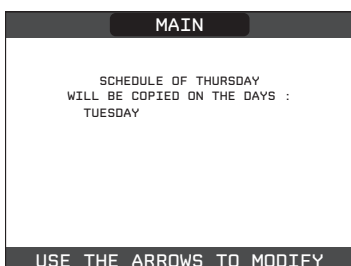 MAIN
SCHEDULE OF THURSDAY
WILL BE COPIED ON THE DAYS :
TUESDAY
USE THE ARROWS TO MODIFY